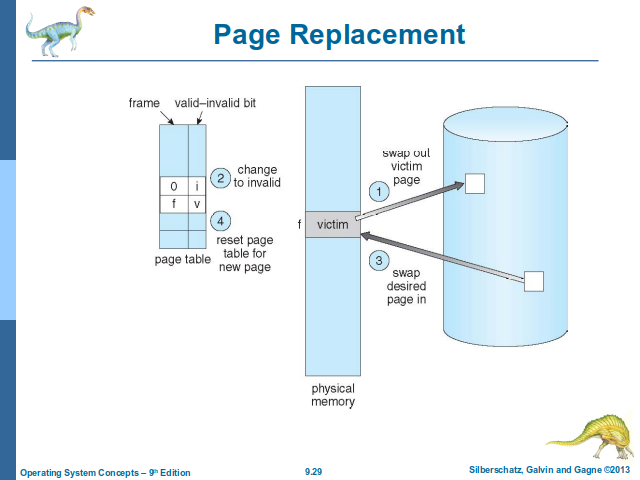 Page Replacement
frame
valid–invalid bit
0 i
f v
2
change
to invalid
4
reset page
table for
new page
page table
f
victim
physical
memory
1
swap out
victim
page
3
swap
desired
page in
Operating System Concepts – 9th Edition
9.29
Silberschatz, Galvin and Gagne ©2013